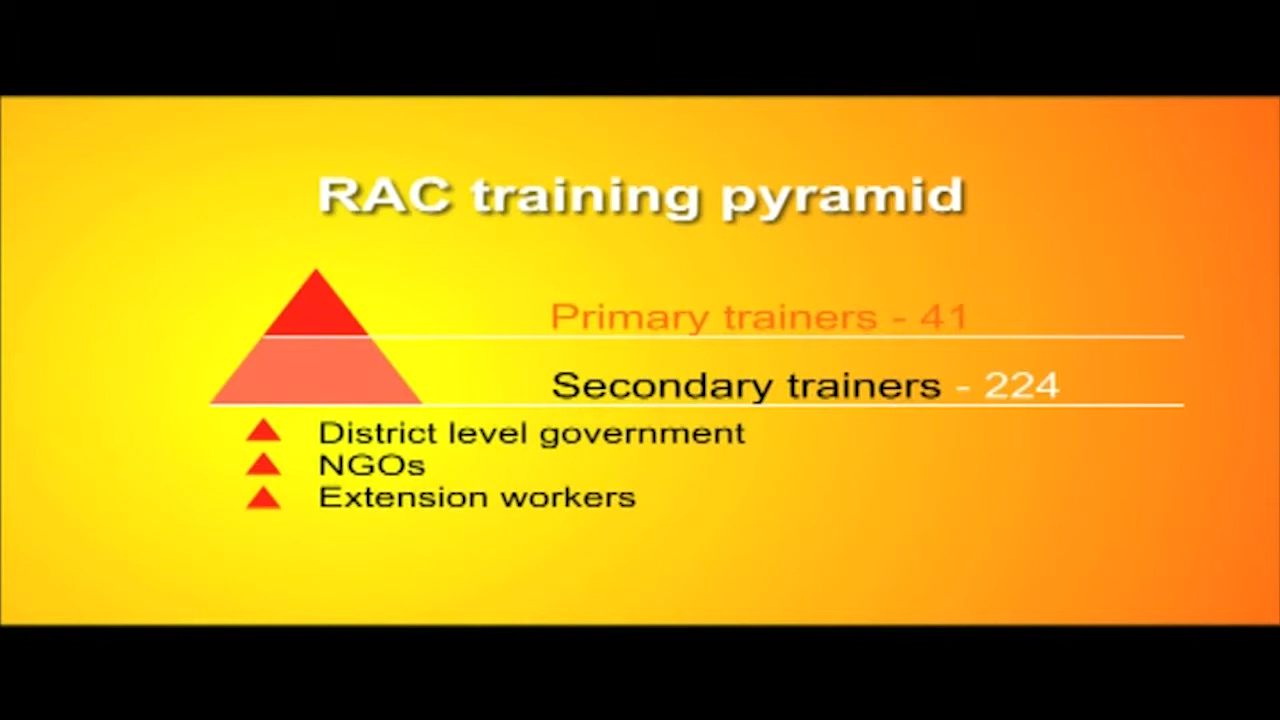 RAC training pyramid
Primary trainers - 41
Secondary trainers - 224
District level government
NGOs
Extension workers